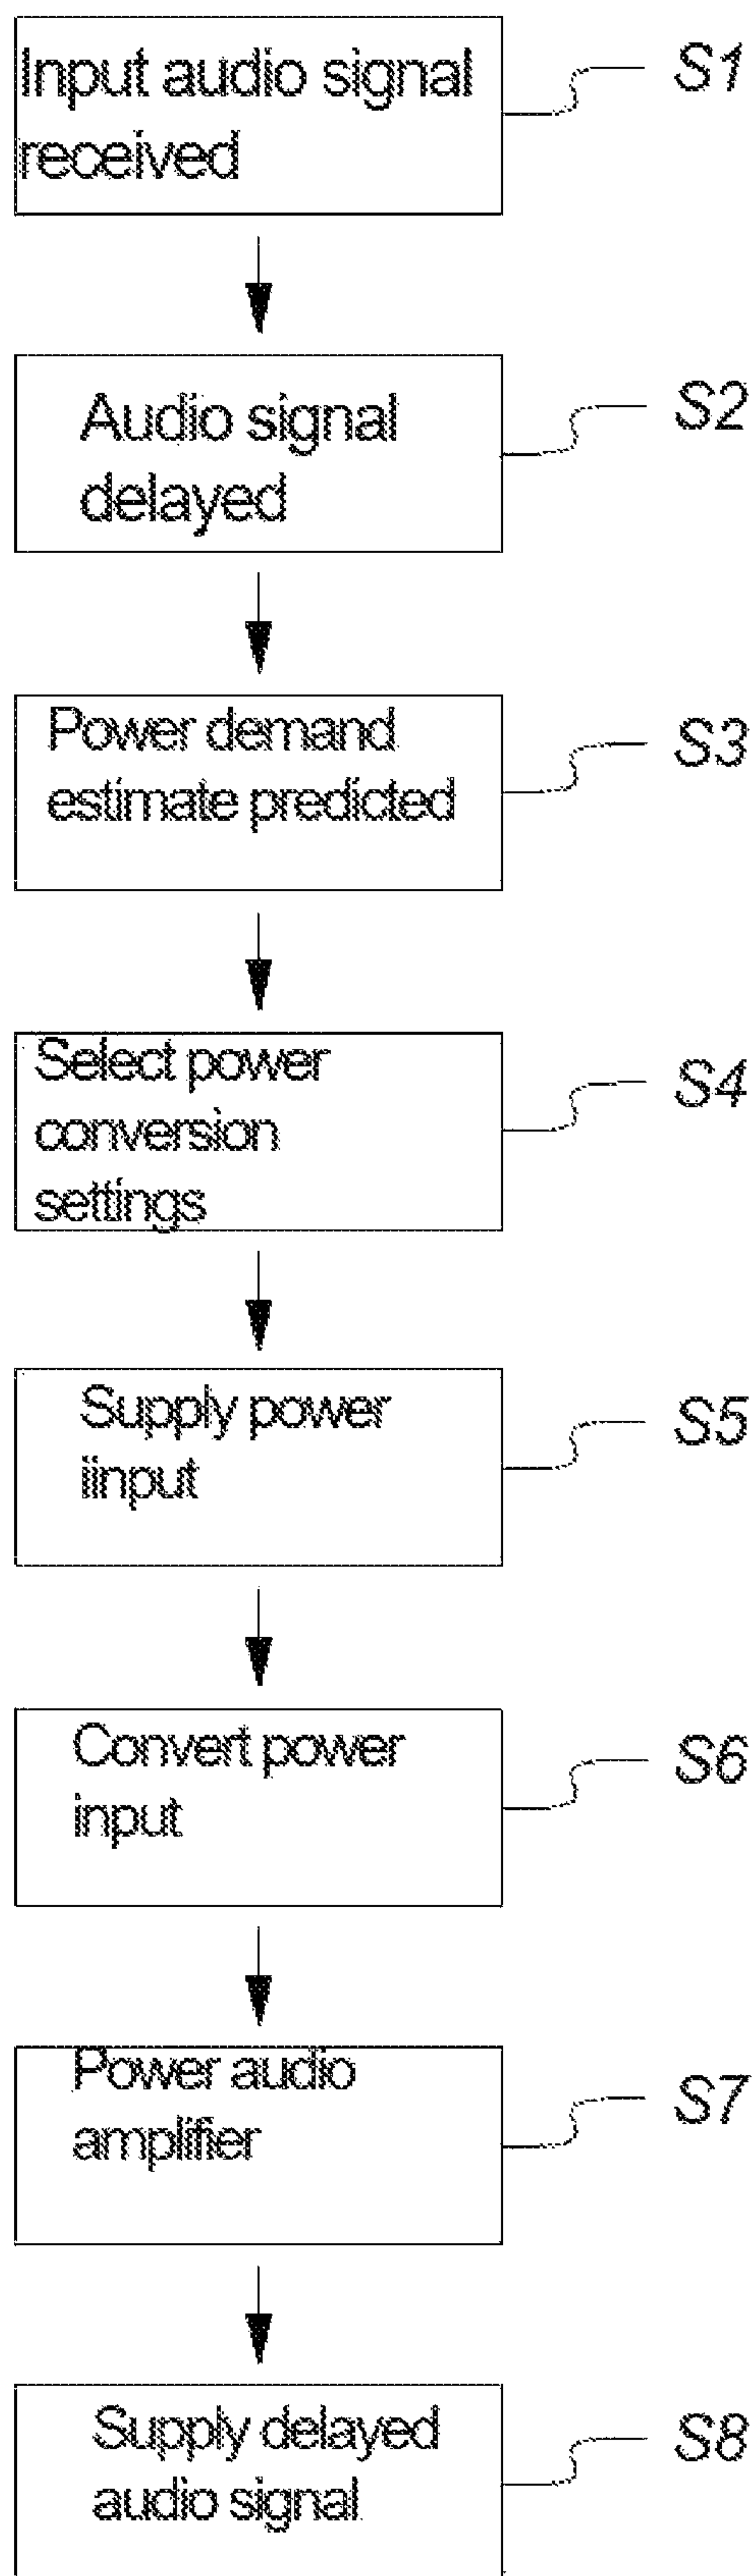 Input audio signal
received
S1
Audio signal
delayed
S2
Power demand
estimate predicted
S3
Select power
conversion
settings
S4
Supply power
iinput
S5
Convert power
input
S6
Power audio
amplifier
S7
Supply delayed
audio signal
S8